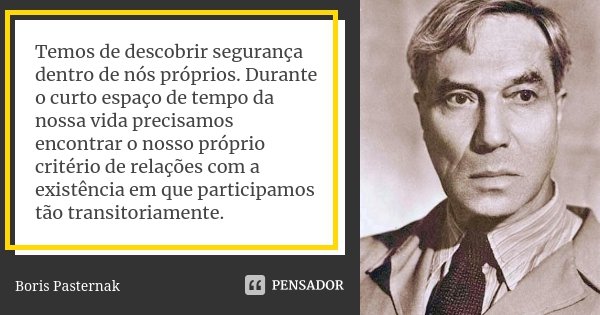 Temos de descobrir segurança
dentro de nós próprios. Durante
o curto espaço de tempo da
nossa vida precisamos
encontrar o nosso próprio
critério de relações com a
existência em que participamos
tão transitoriamente.
Boris Pasternak
PENSADOR